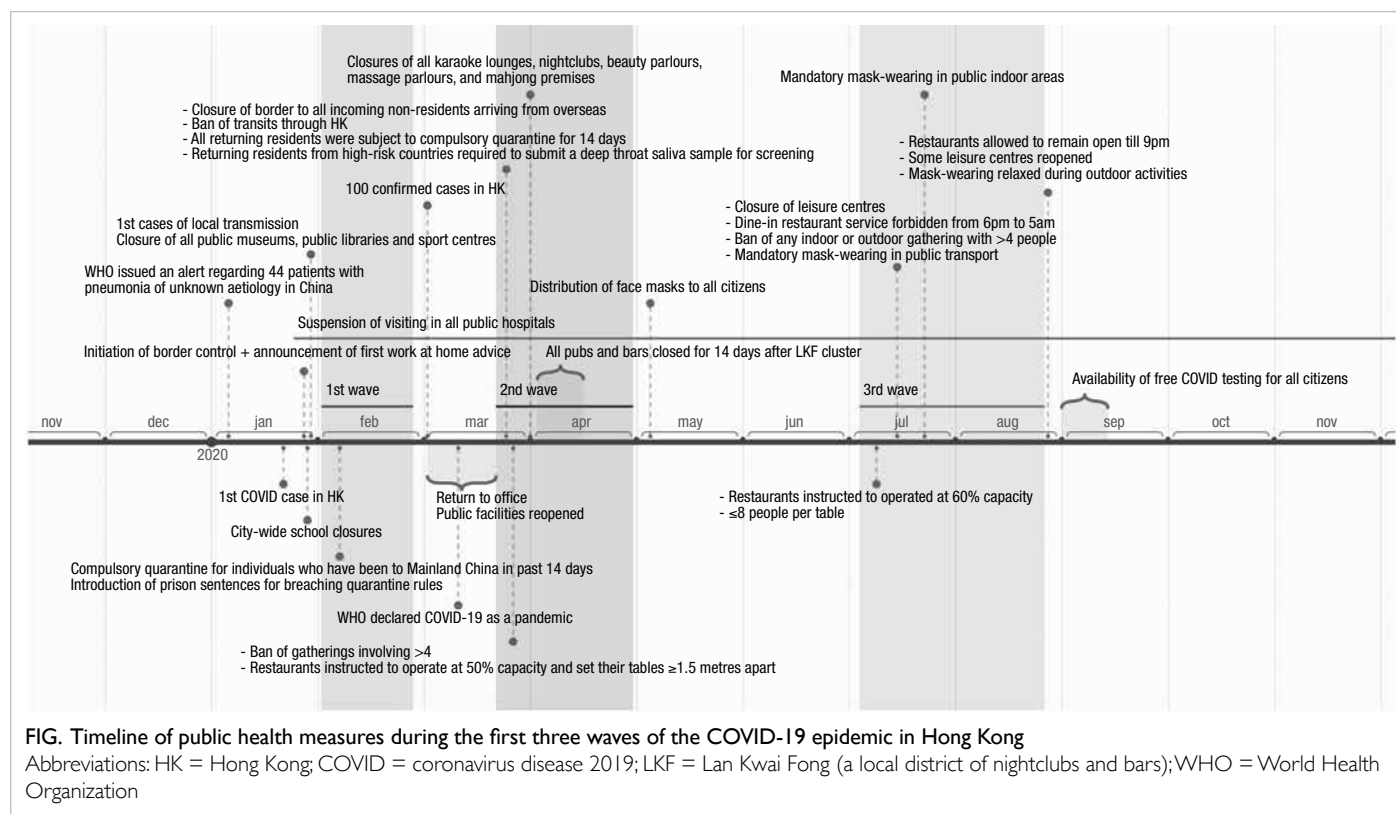 Closures of all karaoke lounges, nightclubs, beauty parlours,
massage parlours, and mahjong premises
Mandatory mask-wearing in public indoor areas
- Closure of border to all incoming non-residents arriving from overseas
- Ban of transits through HK
- All returning residents were subject to compulsory quarantine for 14 days
- Returning residents from high-risk countries required to submit a deep throat saliva sample for screening
- Restaurants allowed to remain open till 9pm
- Some leisure centres reopened
- Mask-wearing relaxed during outdoor activities
100 confirmed cases in HK
- Closure of leisure centres
- Dine-in restaurant service forbidden from 6pm to 5am
- Ban of any indoor or outdoor gathering with >4 people
- Mandatory mask-wearing in public transport
1st cases of local transmission
Closure of all public museums, public libraries and sport centres
WHO issued an alert regarding 44 patients with
pneumonia of unknown aetiology in China
Distribution of face masks to all citizens
Suspension of visiting in all public hospitals
Initiation of border control + announcement of first work at home advice
All pubs and bars closed for 14 days after LKF cluster
Availability of free COVID testing for all citizens
1st wave
2nd wave
3rd wave
nov dec jan feb mar apr may jun jul aug sep oct nov
2020
1st COVID case in HK
City-wide school closures
Return to office
Public facilities reopened
- Restaurants instructed to operated at 60% capacity
- ≤8 people per table
Compulsory quarantine for individuals who have been to Mainland China in past 14 days
Introduction of prison sentences for breaching quarantine rules
WHO declared COVID-19 as a pandemic
- Ban of gatherings involving >4
- Restaurants instructed to operate at 50% capacity and set their tables ≥1.5 metres apart
FIG. Timeline of public health measures during the first three waves of the COVID-19 epidemic in Hong Kong
Abbreviations: HK = Hong Kong; COVID = coronavirus disease 2019; LKF = Lan Kwai Fong (a local district of nightclubs and bars); WHO = World Health
Organization